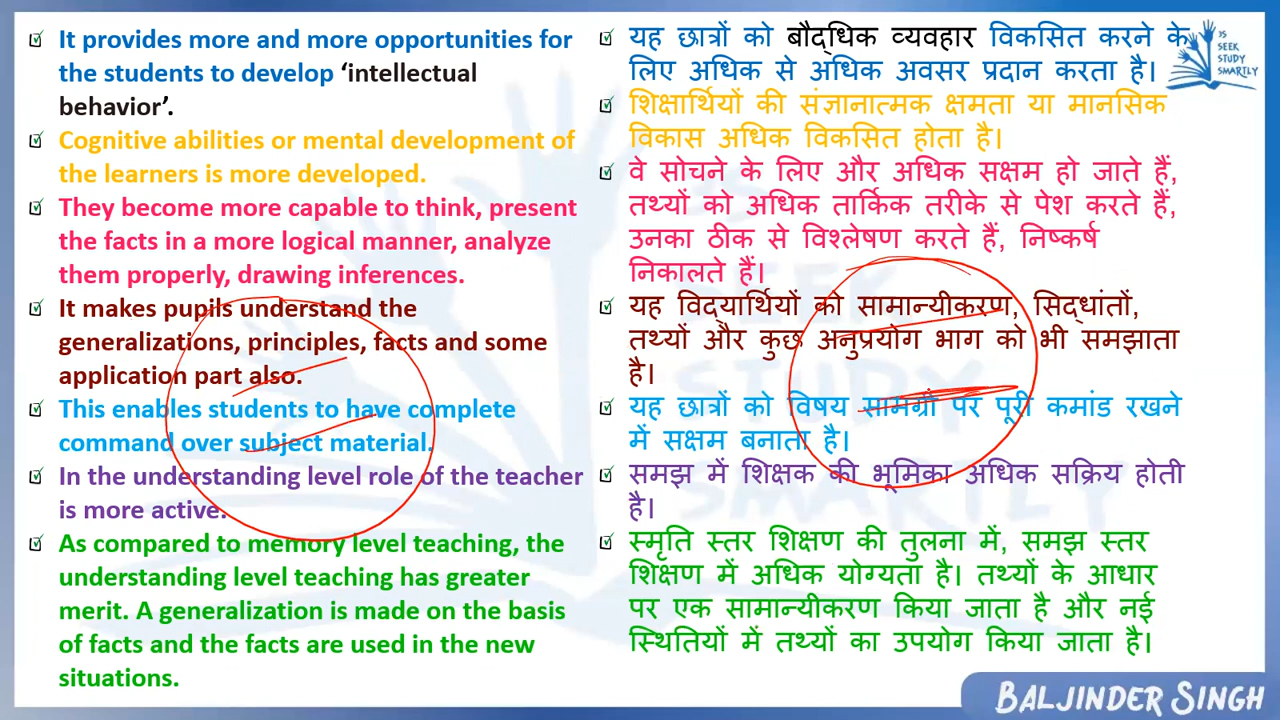 It provides more and more opportunities for
the students to develop ‘intellectual
behavior’.
Cognitive abilities or mental development of
the learners is more developed.
They become more capable to think, present
the facts in a more logical manner, analyze
them properly, drawing inferences.
It makes pupils understand the
generalizations, principles, facts and some
application part also.
This enables students to have complete
command over subject material.
In the understanding level role of the teacher
is more active.
As compared to memory level teaching, the
understanding level teaching has greater
merit. A generalization is made on the basis
of facts and the facts are used in the new
situations.
यह छात्रों को बौद्धिक व्यवहार विकसित करने के
लिए अधिक से अधिक अवसर प्रदान करता है।
शिक्षार्थियों की संज्ञानात्मक क्षमता या मानसिक
विकास अधिक विकसित होता है।
वे सोचने के लिए और अधिक सक्षम हो जाते हैं,
तथ्यों को अधिक तार्किक तरीके से पेश करते हैं,
उनका ठीक से विश्लेषण करते हैं, निष्कर्ष
निकालते हैं।
यह विद्यार्थियों को सामान्यीकरण, सिद्धांतों,
तथ्यों और कुछ अनुप्रयोग भाग को भी समझाता
है।
यह छात्रों को विषय सामग्री पर पूरी कमांड रखने
में सक्षम बनाता है।
समझ में शिक्षक की भूमिका अधिक सक्रिय होती
है।
स्मृति स्तर शिक्षण की तुलना में, समझ स्तर
शिक्षण में अधिक योग्यता है। तथ्यों के आधार
पर एक सामान्यीकरण किया जाता है और नई
स्थितियों में तथ्यों का उपयोग किया जाता है।
3S
SEEK
STUDY
SMARTLY
3S
SEEK
STUDY
SMARTLY
BALJINDER SINGH